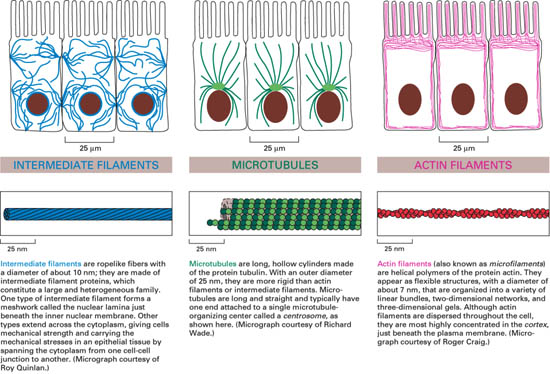 25 μm
25 μm
25 μm
INTERMEDIATE FILAMENTS
MICROTUBULES
ACTIN FILAMENTS
25 nm
25 nm
25 nm
Intermediate filaments are ropelike fibers with
a diameter of about 10 nm; they are made of
intermediate filament proteins, which
constitute a large and heterogeneous family.
One type of intermediate filament forms a
meshwork called the nuclear lamina just
beneath the inner nuclear membrane. Other
types extend across the cytoplasm, giving cells
mechanical strength and carrying the
mechanical stresses in an epithelial tissue by
spanning the cytoplasm from one cell-cell
junction to another. (Micrograph courtesy of
Roy Quinlan.)
Microtubules are long, hollow cylinders made
of the protein tubulin. With an outer diameter
of 25 nm, they are more rigid than actin
filaments or intermediate filaments. Micro-
tubules are long and straight and typically have
one end attached to a single microtubule-
organizing center called a centrosome, as
shown here. (Micrograph courtesy of Richard
Wade.)
Actin filaments (also known as microfilaments)
are helical polymers of the protein actin. They
appear as flexible structures, with a diameter of
about 7 nm, that are organized into a variety of
linear bundles, two-dimensional networks, and
three-dimensional gels. Although actin
filaments are dispersed throughout the cell,
they are most highly concentrated in the cortex,
just beneath the plasma membrane. (Micro-
graph courtesy of Roger Craig.)